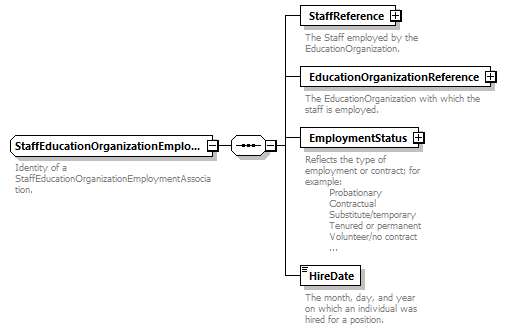 StaffReference
The Staff employed by the
EducationOrganization.
EducationOrganizationReference
The EducationOrganization with which the
staff is employed.
StaffEducationOrganizationEmplo...
Identity of a
StaffEducationOrganizationEmploymentAssocia
tion.
EmploymentStatus
Reflects the type of
employment or contract; for
example:
Probationary
Contractual
Substitute/temporary
Tenured or permanent
Volunteer/no contract
...
HireDate
The month, day, and year
on which an individual was
hired for a position.